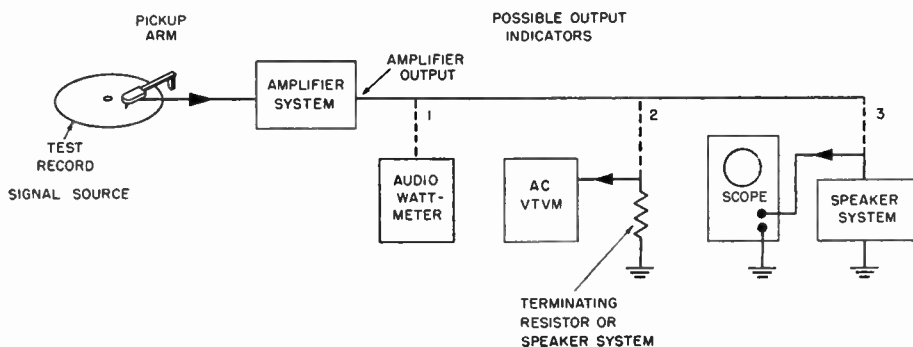 PICKUP
ARM
POSSIBLE OUTPUT
INDICATORS
AMPLIFIER
OUTPUT
AMPLIFIER
SYSTEM
TEST
RECORD
SIGNAL SOURCE
1
2
3
AUDIO
WATT-
METER
AC
VTVM
SCOPE
SPEAKER
SYSTEM
TERMINATING
RESISTOR OR
SPEAKER SYSTEM